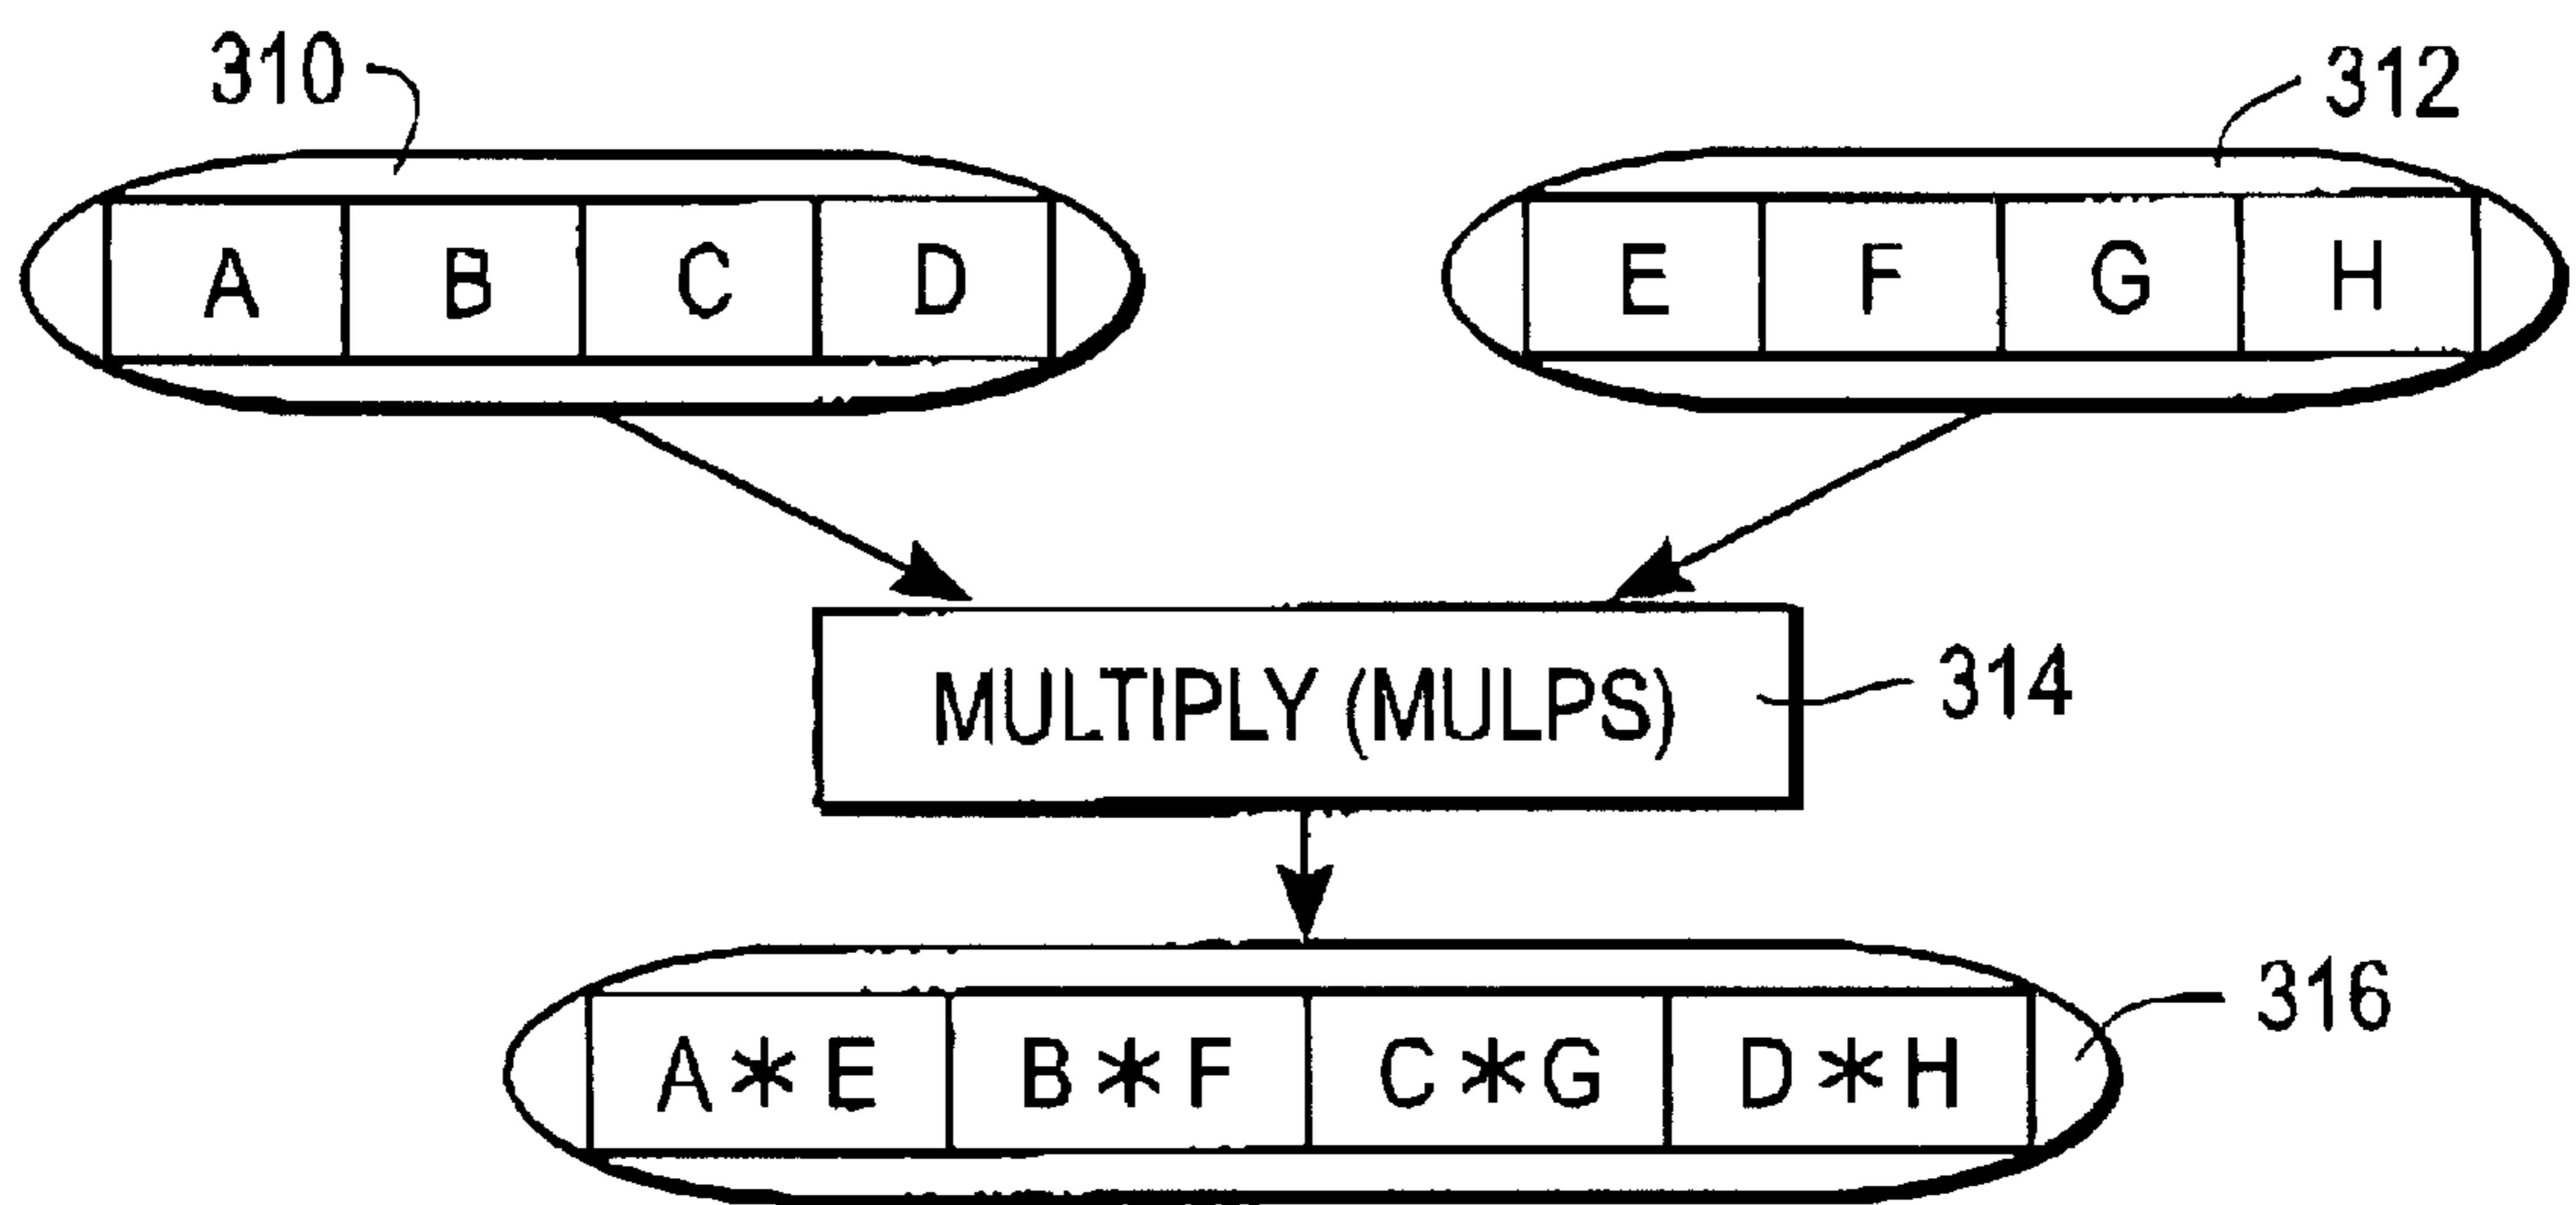 310
312
A B C D
E F G H
MULTIPLY (MULPS)
314
A * E B * F C * G D * H
316